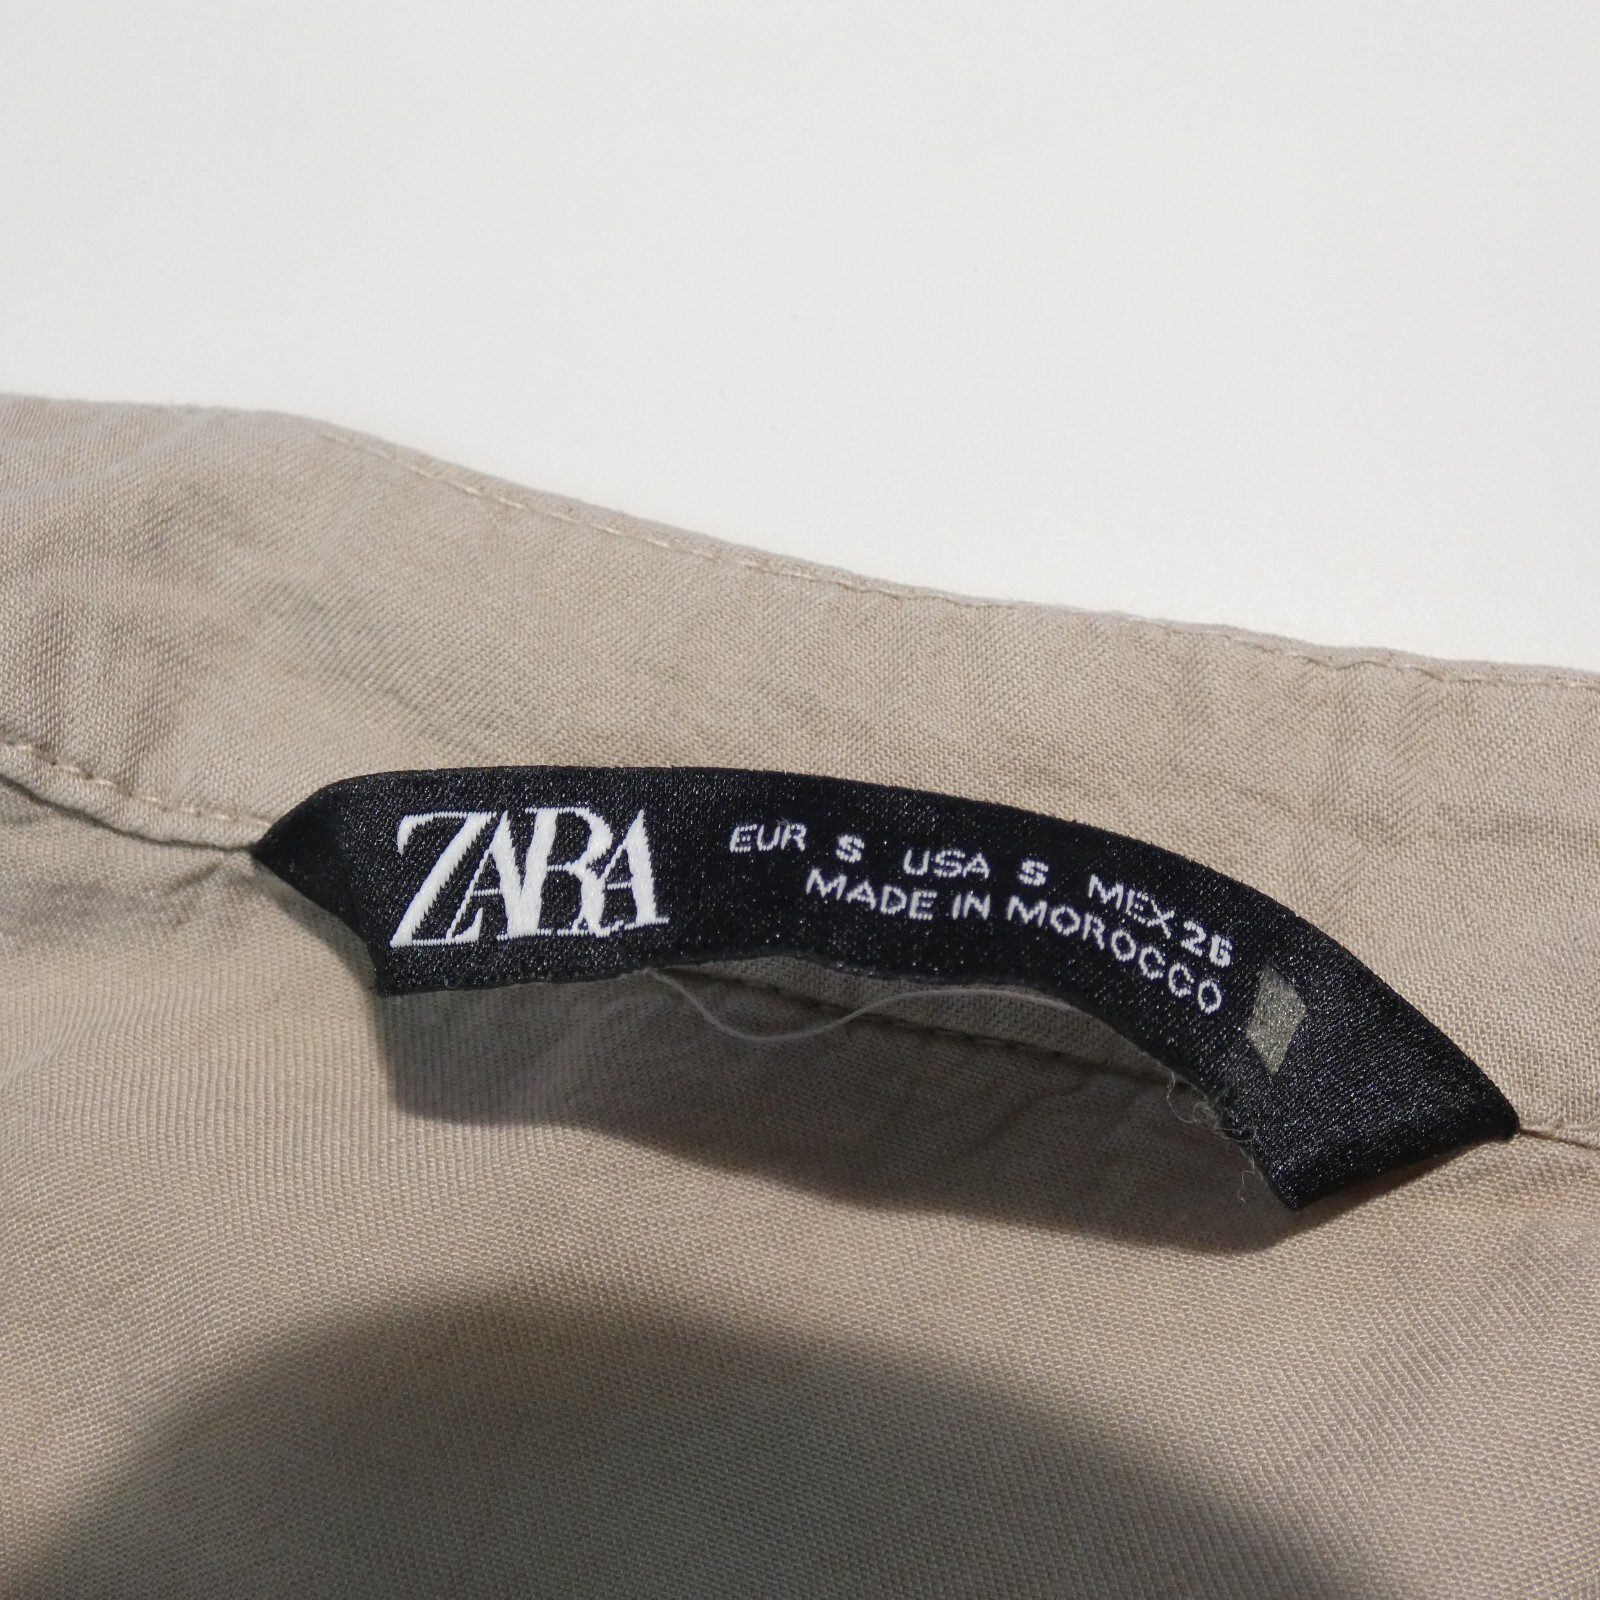 ZARA
EUR S USA S MEX 26
MADE IN MOROCCO